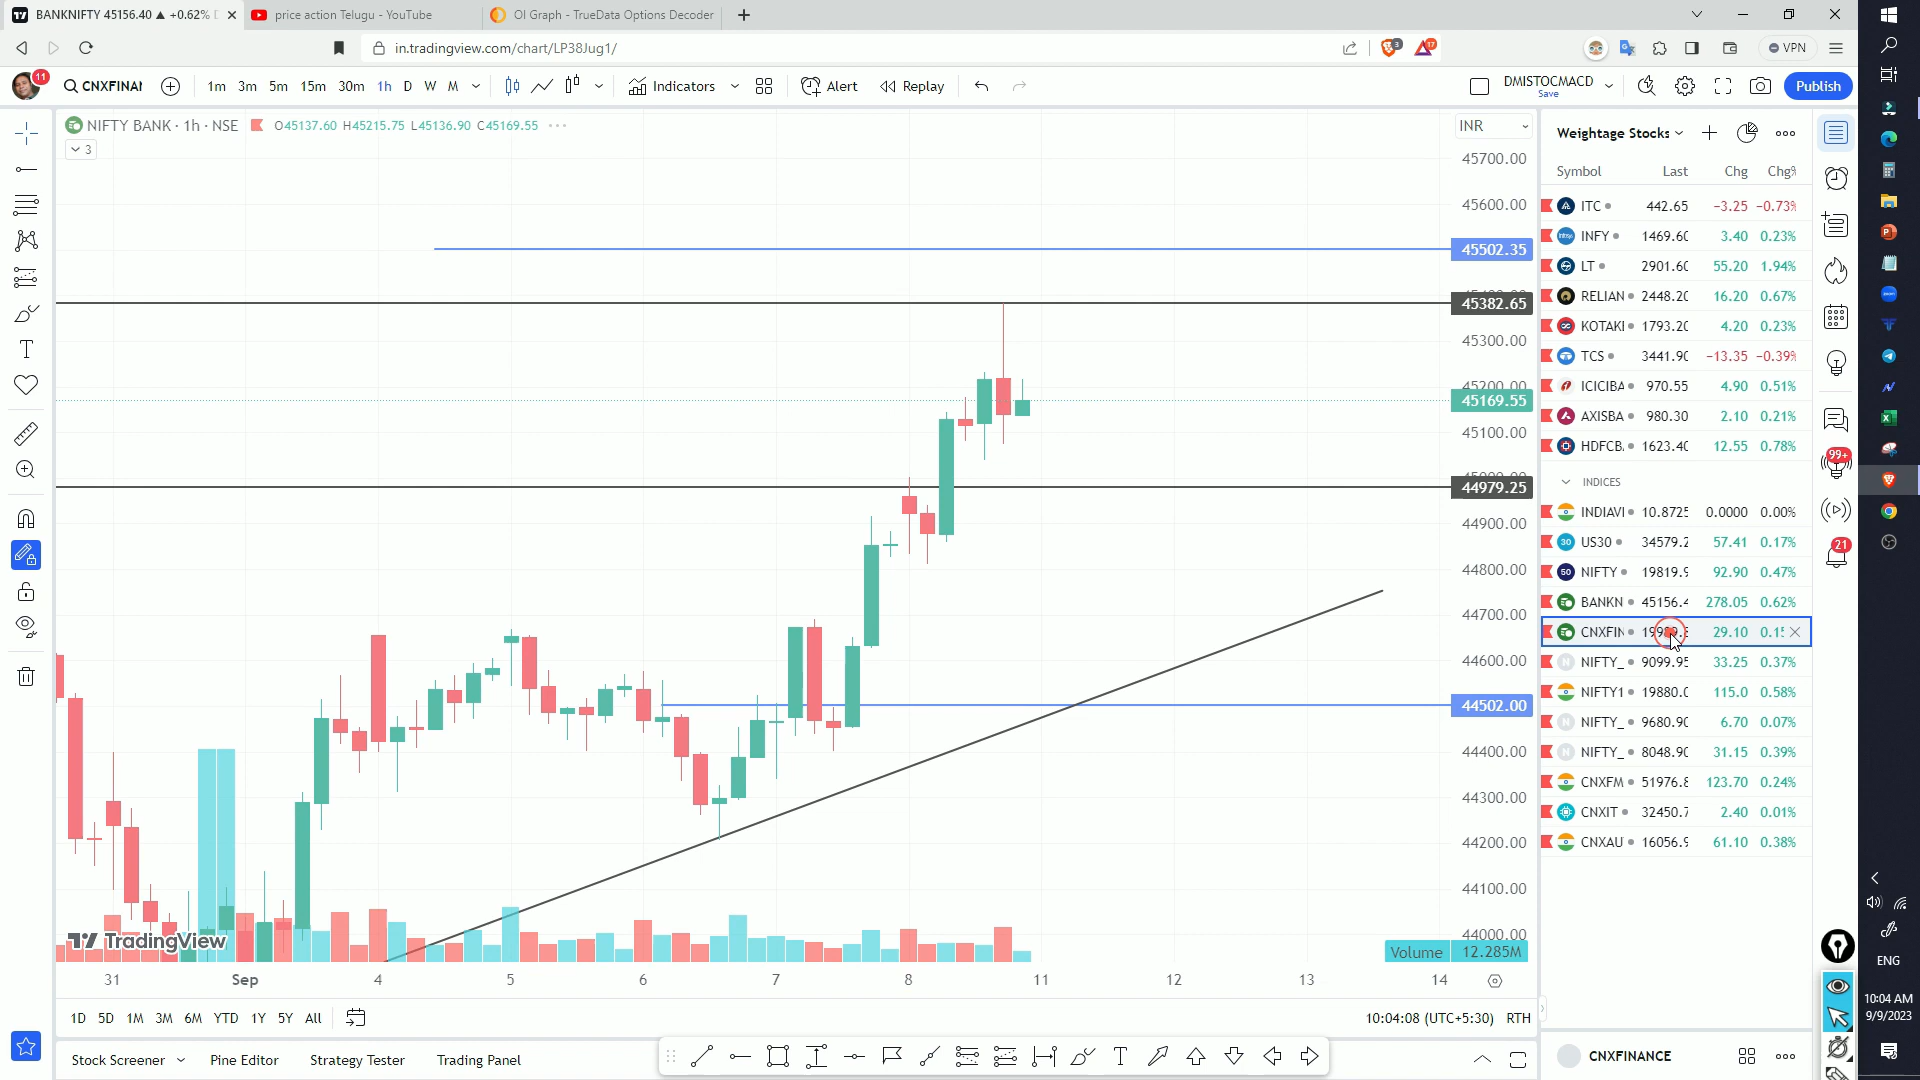 BANKNIFTY 45156.40 ▲ +0.62%
price action Telugu - YouTube
OI Graph - TrueData Options Decoder
in.tradingview.com/chart/LP38Jug1/
3
17
VPN
11
CNXFINAN
1m 3m 5m 15m 30m 1h D W M
Indicators
Alert
Replay
DMISTOCMACD
Save
Publish
NIFTY BANK · 1h · NSE
O45137.60 H45215.75 L45136.90 C45169.55
3
INR
45700.00
45600.00
45502.35
45382.65
45300.00
45200.00
45169.55
45100.00
44979.25
44900.00
44800.00
44700.00
44600.00
44502.00
44400.00
44300.00
44200.00
44100.00
44000.00
Volume 12.285M
TradingView
31 Sep 4 5 6 7 8 11 12 13 14
1D 5D 1M 3M 6M YTD 1Y 5Y All
10:04:08 (UTC+5:30) RTH
Stock Screener
Pine Editor
Strategy Tester
Trading Panel
Weightage Stocks
Symbol Last Chg Chg%
ITC 442.65 −3.25 −0.73%
INFY 1469.60 3.40 0.23%
LT 2901.60 55.20 1.94%
RELIAN 2448.20 16.20 0.67%
KOTAKI 1793.20 4.20 0.23%
TCS 3441.90 −13.35 −0.39%
ICICIBA 970.55 4.90 0.51%
AXISBA 980.30 2.10 0.21%
HDFCB 1623.40 12.55 0.78%
INDICES
INDIAVI 10.8725 0.0000 0.00%
US30 34579.2 57.41 0.17%
NIFTY 19819.9 92.90 0.47%
BANKN 45156.4 278.05 0.62%
CNXFIN 29.10
NIFTY_ 9099.95 33.25 0.37%
NIFTY1 19880.0 115.0 0.58%
NIFTY_ 9680.90 6.70 0.07%
NIFTY_ 8048.90 31.15 0.39%
CNXFM 51976.8 123.70 0.24%
CNXIT 32450.7 2.40 0.01%
CNXAU 16056.9 61.10 0.38%
CNXFINANCE
99+
21
ENG
10:04 AM
9/9/2023